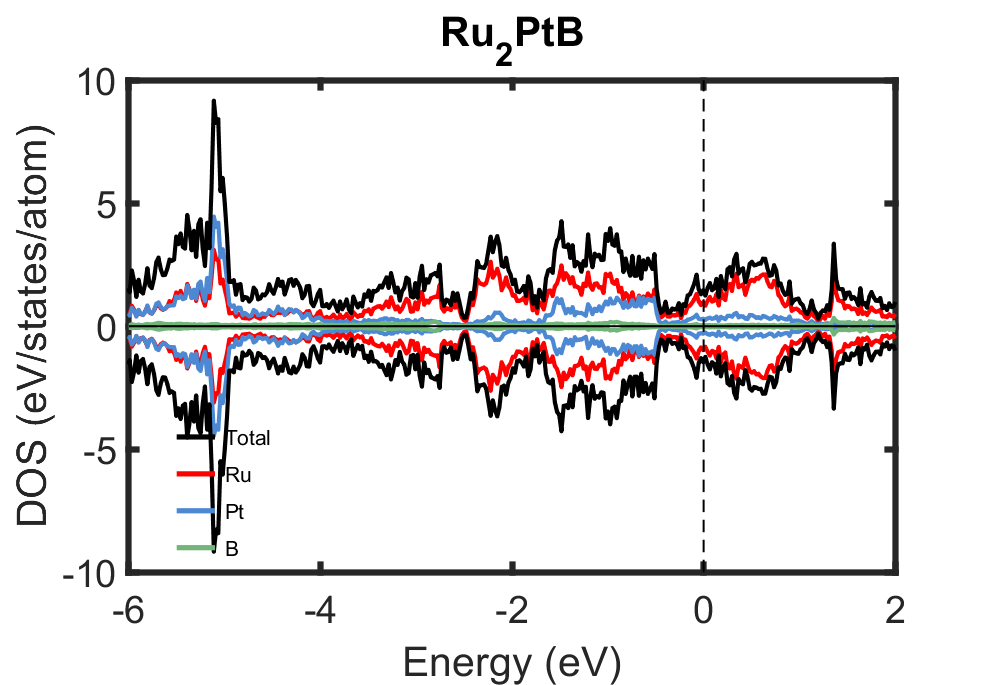 Ru₂PtB
10
5
0
-5
-10
DOS (eV/states/atom)
Total
Ru
Pt
B
-6 -4 -2 0 2
Energy (eV)